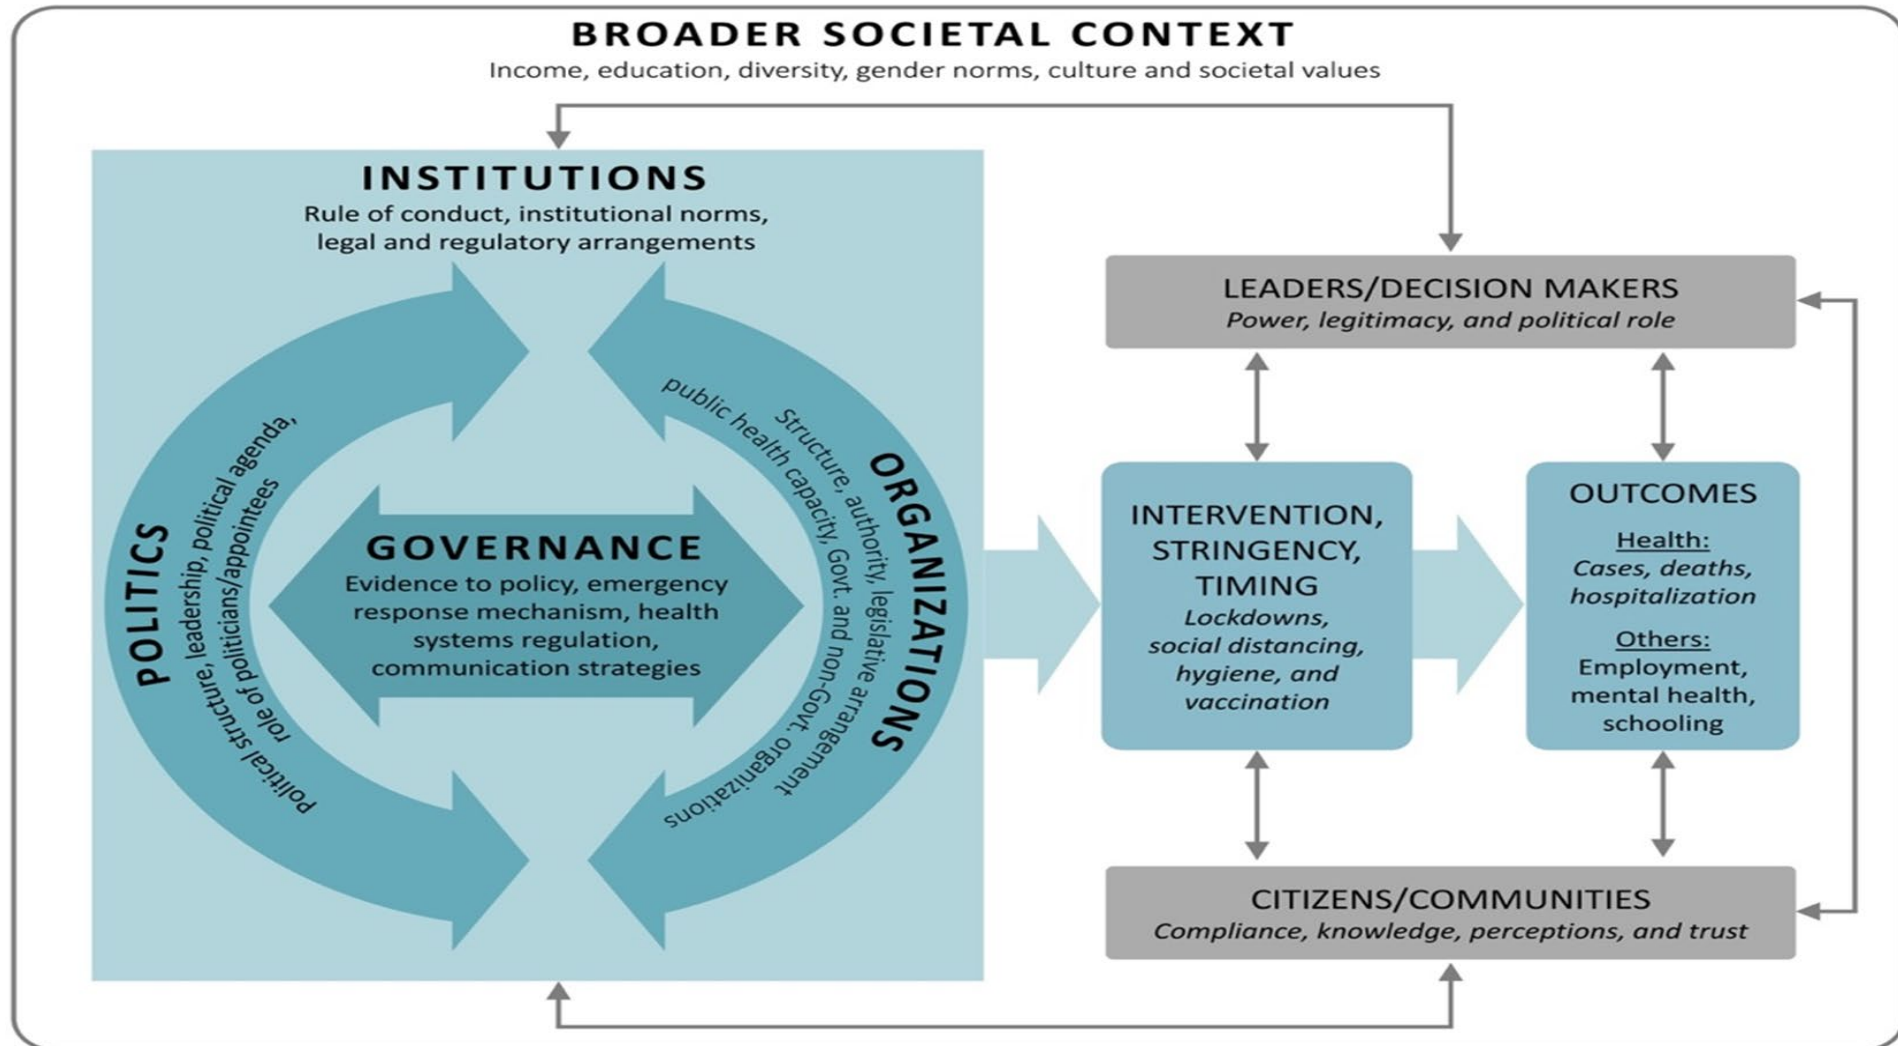 BROADER SOCIETAL CONTEXT
Income, education, diversity, gender norms, culture and societal values
INSTITUTIONS
Rule of conduct, institutional norms,
legal and regulatory arrangements
POLITICS
Political structure, leadership, political agenda,
role of politicians/appointees
GOVERNANCE
Evidence to policy, emergency
response mechanism, health
systems regulation,
communication strategies
ORGANIZATIONS
Structure, authority, legislative arrangement
public health capacity, Govt. and non-Govt. organizations
LEADERS/DECISION MAKERS
Power, legitimacy, and political role
INTERVENTION,
STRINGENCY,
TIMING
Lockdowns,
social distancing,
hygiene, and
vaccination
OUTCOMES
Health:
Cases, deaths,
hospitalization
Others:
Employment,
mental health,
schooling
CITIZENS/COMMUNITIES
Compliance, knowledge, perceptions, and trust